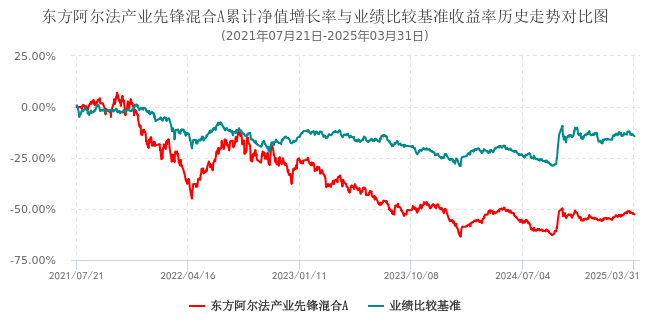 东方阿尔法产业先锋混合A累计净值增长率与业绩比较基准收益率历史走势对比图
(2021年07月21日-2025年03月31日)
25.00%
0.00%
-25.00%
-50.00%
-75.00%
2021/07/21 2022/04/16 2023/01/11 2023/10/08 2024/07/04 2025/03/31
东方阿尔法产业先锋混合A 业绩比较基准